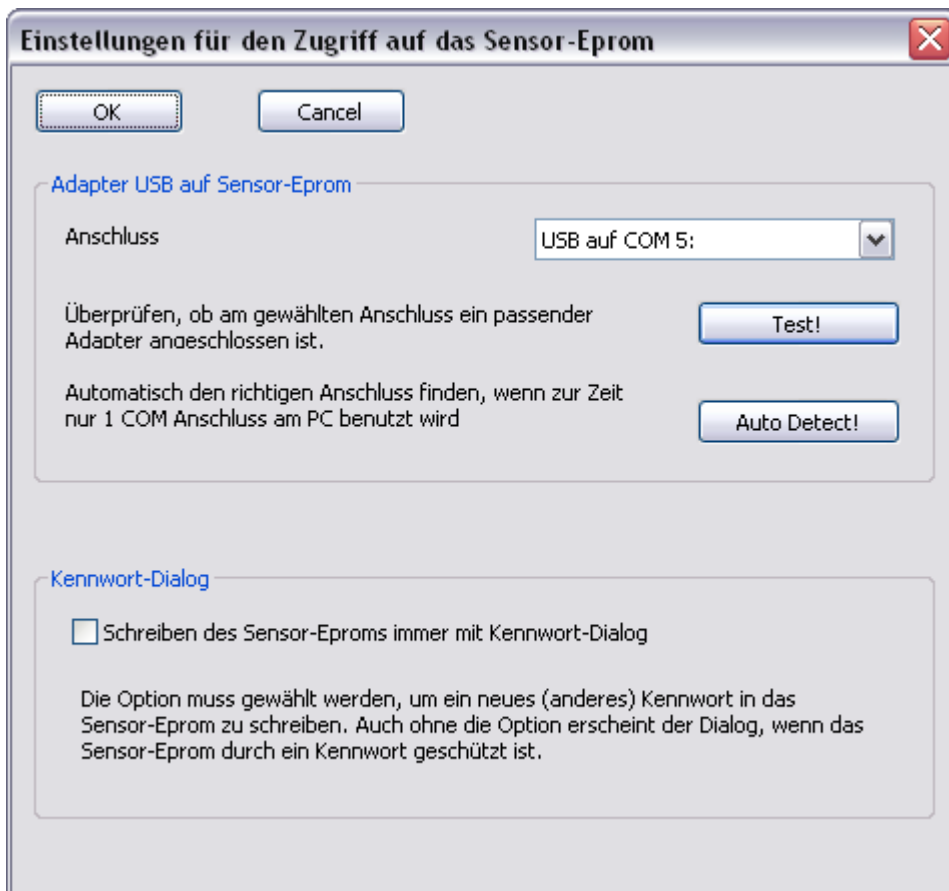 Einstellungen für den Zugriff auf das Sensor-Eprom
OK
Cancel
Adapter USB auf Sensor-Eprom
Anschluss
USB auf COM 5:
Überprüfen, ob am gewählten Anschluss ein passender
Adapter angeschlossen ist.
Test!
Automatisch den richtigen Anschluss finden, wenn zur Zeit
nur 1 COM Anschluss am PC benutzt wird
Auto Detect!
Kennwort-Dialog
Schreiben des Sensor-Eproms immer mit Kennwort-Dialog
Die Option muss gewählt werden, um ein neues (anderes) Kennwort in das
Sensor-Eprom zu schreiben. Auch ohne die Option erscheint der Dialog, wenn das
Sensor-Eprom durch ein Kennwort geschützt ist.